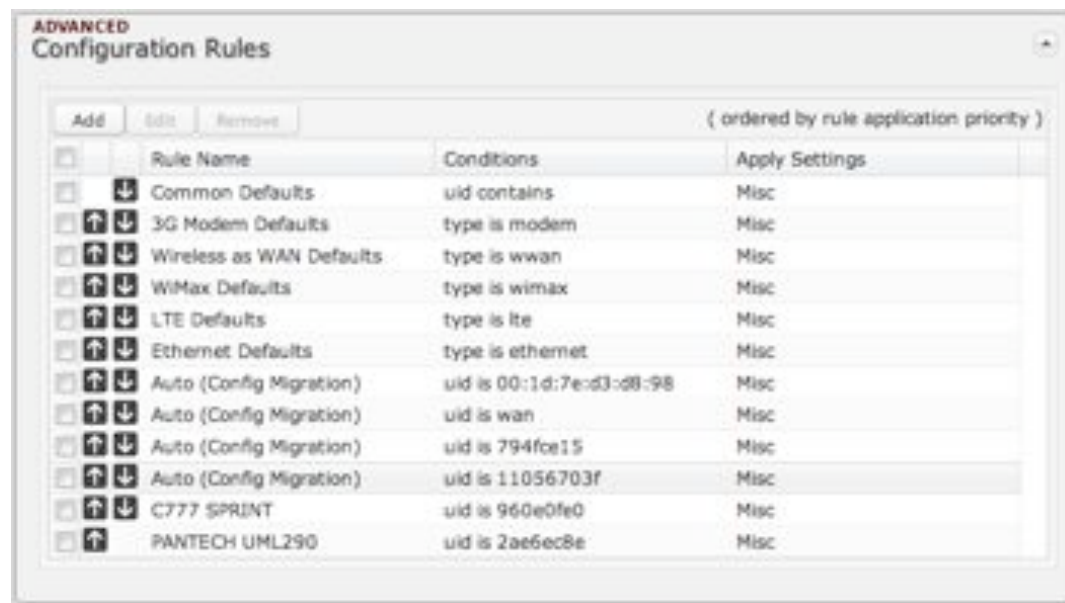 ADVANCED
Configuration Rules
Add Edit Remove ( ordered by rule application priority )
Rule Name Conditions Apply Settings
Common Defaults uid contains Misc
3G Modem Defaults type is modem Misc
Wireless as WAN Defaults type is wwan Misc
WiMax Defaults type is wimax Misc
LTE Defaults type is lte Misc
Ethernet Defaults type is ethernet Misc
Auto (Config Migration) uid is 00:1d:7e:d3:d8:98 Misc
Auto (Config Migration) uid is wan Misc
Auto (Config Migration) uid is 794fce15 Misc
Auto (Config Migration) uid is 11056703f Misc
C777 SPRINT uid is 960e0fe0 Misc
PANTECH UML290 uid is 2ae6ec8e Misc